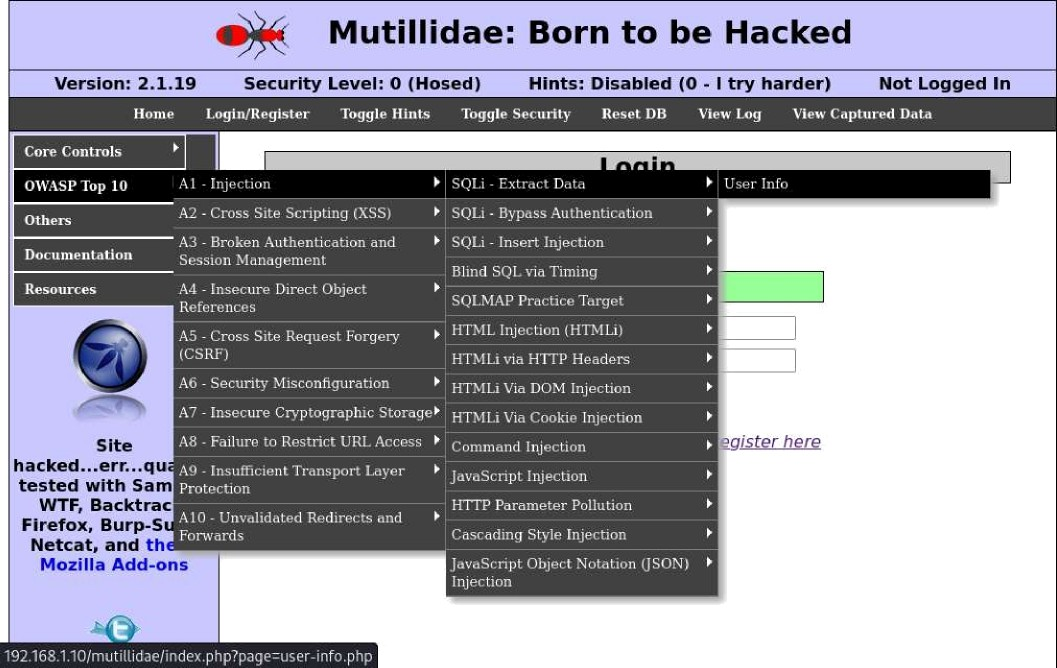 Mutillidae: Born to be Hacked
Version: 2.1.19 Security Level: 0 (Hosed) Hints: Disabled (0 - I try harder) Not Logged In
Home Login/Register Toggle Hints Toggle Security Reset DB View Log View Captured Data
Core Controls
OWASP Top 10
Others
Documentation
Resources
Login
A1 - Injection
A2 - Cross Site Scripting (XSS)
A3 - Broken Authentication and
Session Management
A4 - Insecure Direct Object
References
A5 - Cross Site Request Forgery
(CSRF)
A6 - Security Misconfiguration
A7 - Insecure Cryptographic Storage
A8 - Failure to Restrict URL Access
A9 - Insufficient Transport Layer
Protection
A10 - Unvalidated Redirects and
Forwards
SQLi - Extract Data
SQLi - Bypass Authentication
SQLi - Insert Injection
Blind SQL via Timing
SQLMAP Practice Target
HTML Injection (HTMLi)
HTMLi via HTTP Headers
HTMLi Via DOM Injection
HTMLi Via Cookie Injection
Command Injection
JavaScript Injection
HTTP Parameter Pollution
Cascading Style Injection
JavaScript Object Notation (JSON)
Injection
User Info
egister here
Site
hacked...err...qua
tested with Sam
WTF, Backtrac
Firefox, Burp-Su
Netcat, and the
Mozilla Add-ons
192.168.1.10/mutillidae/index.php?page=user-info.php